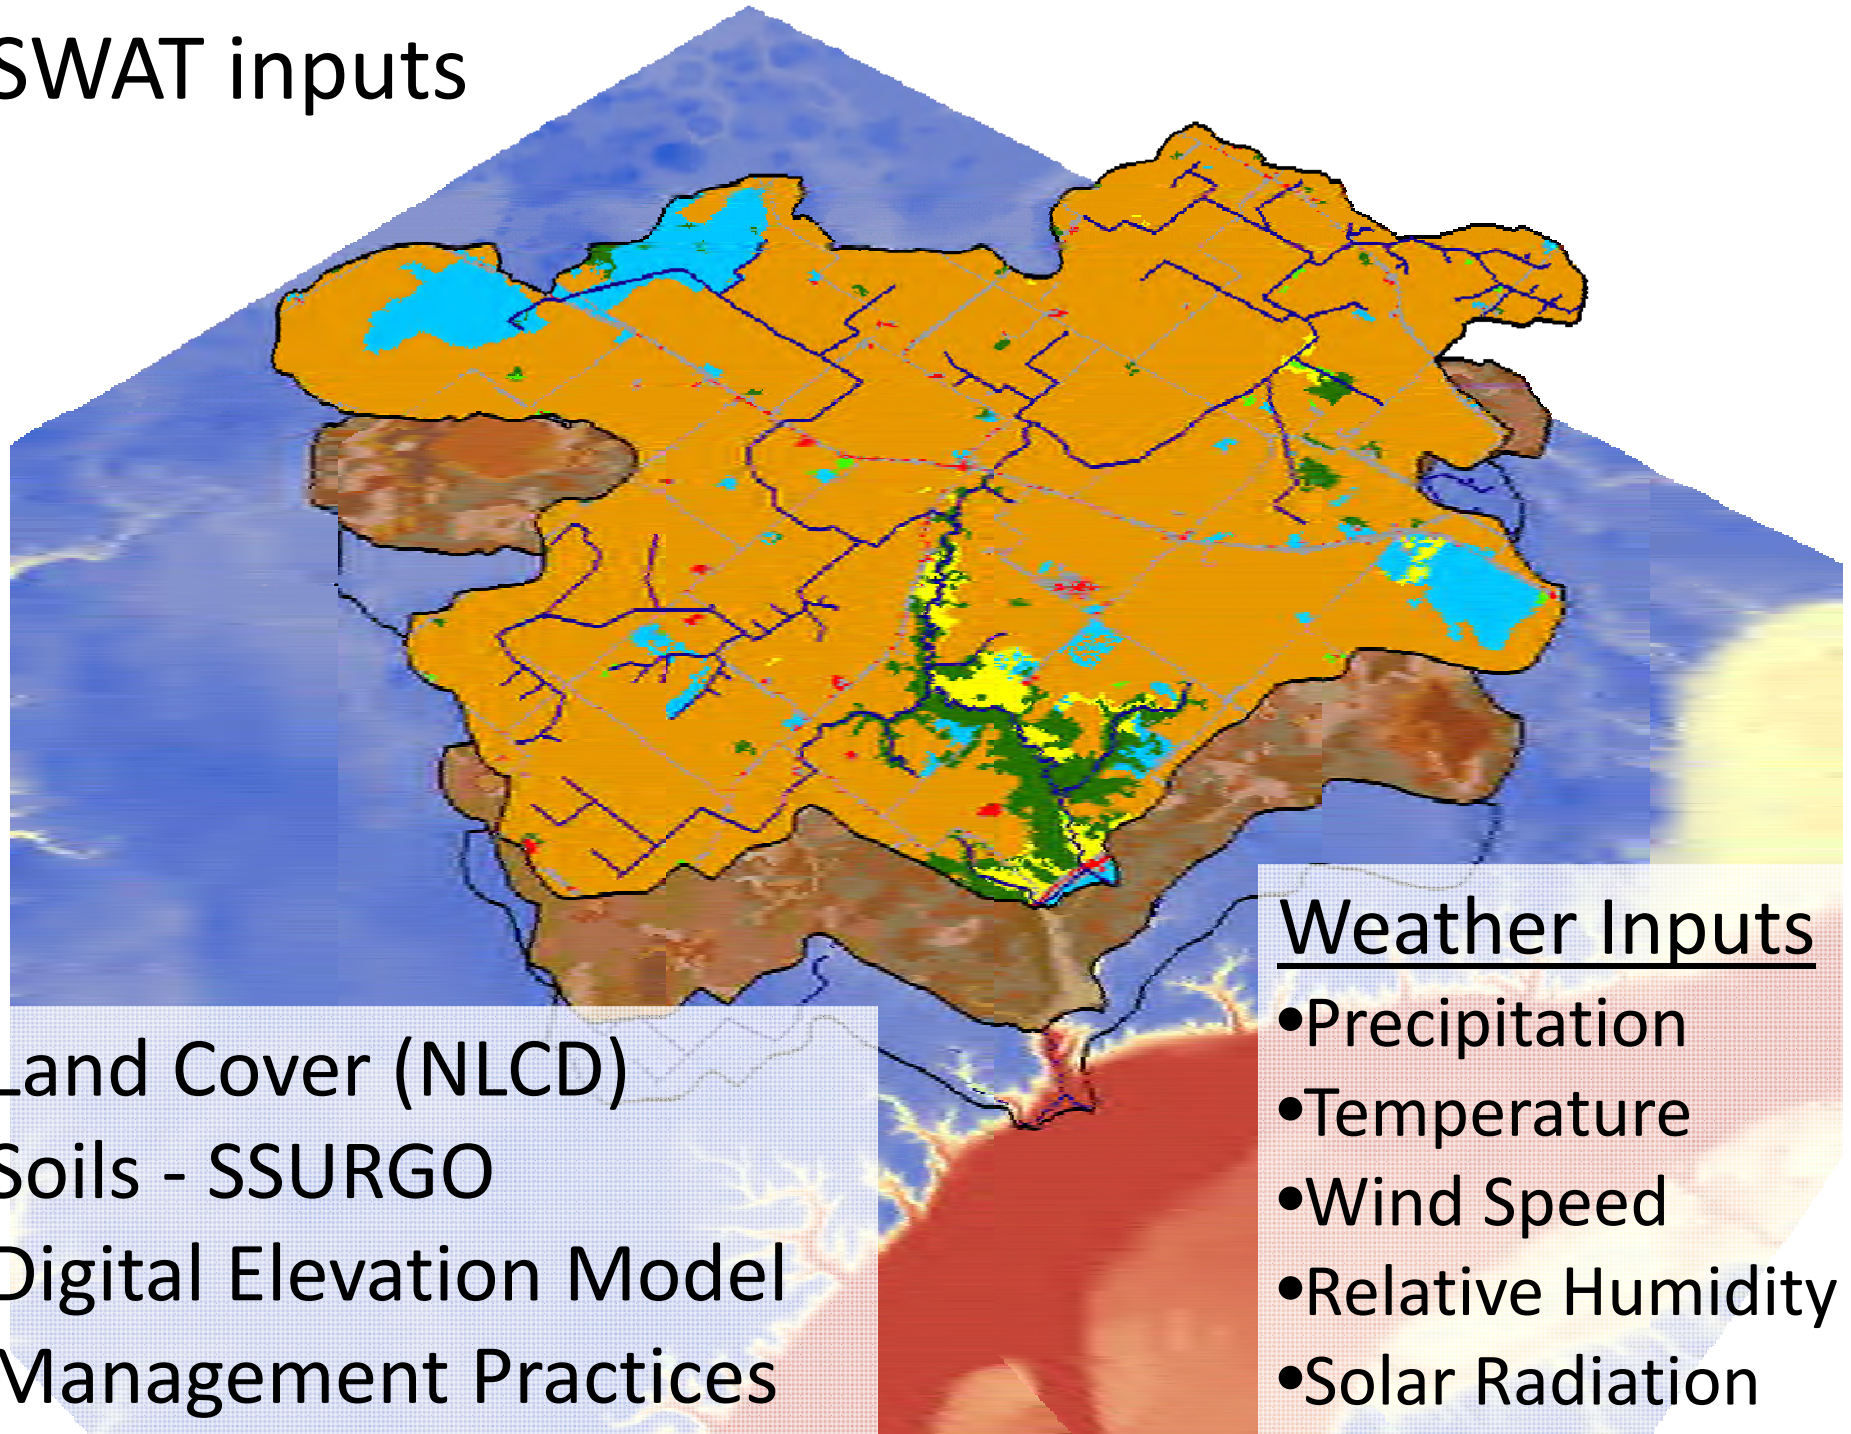 SWAT inputs
Land Cover (NLCD)
Soils - SSURGO
Digital Elevation Model
Management Practices
Weather Inputs
•Precipitation
•Temperature
•Wind Speed
•Relative Humidity
•Solar Radiation